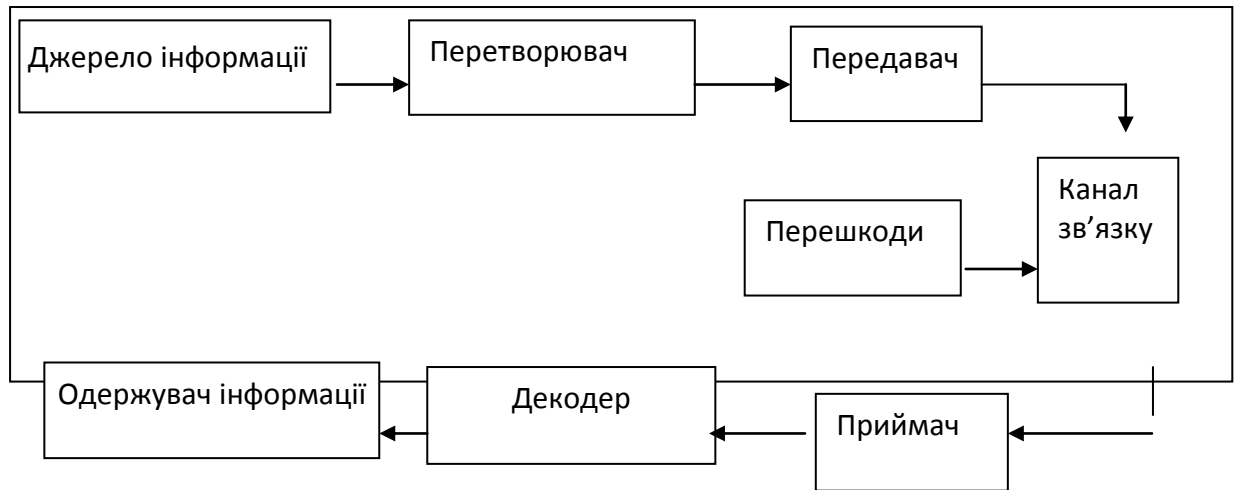 Джерело інформації
Перетворювач
Передавач
Канал
зв’язку
Перешкоди
Одержувач інформації
Декодер
Приймач